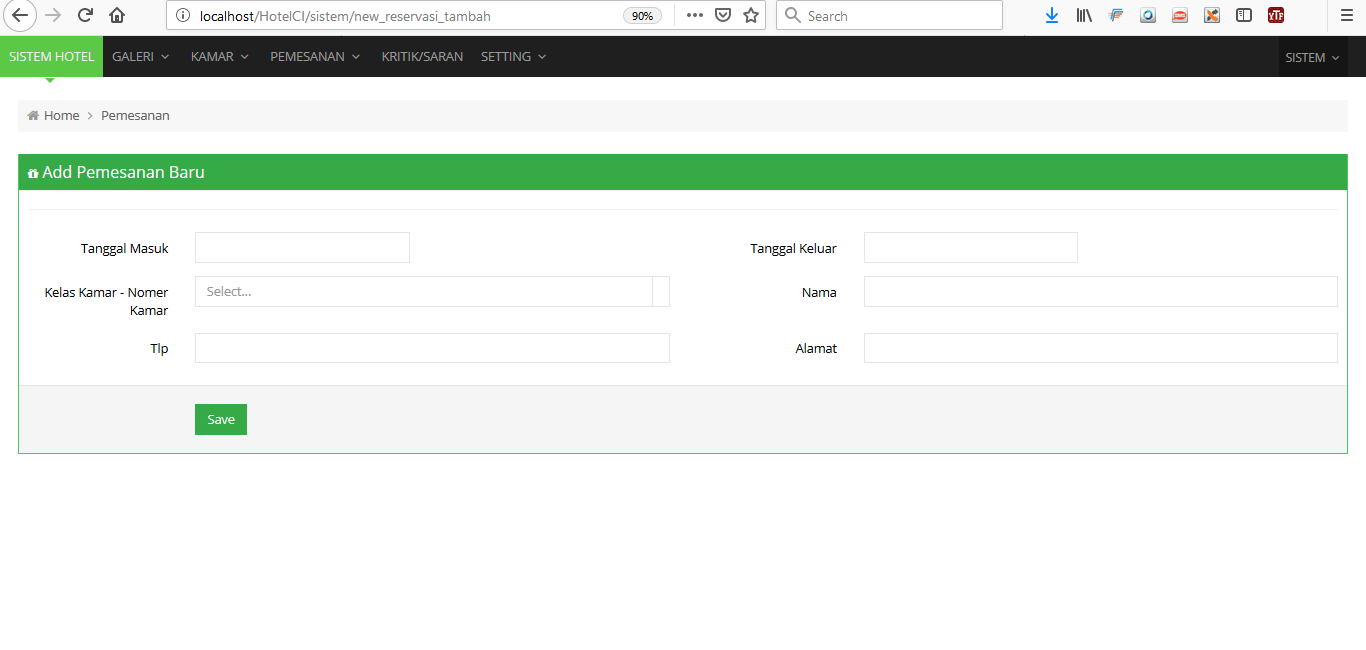 localhost/HotelCI/sistem/new_reservasi_tambah 90% Search
SISTEM HOTEL GALERI KAMAR PEMESANAN KRITIK/SARAN SETTING SISTEM
Home Pemesanan
Add Pemesanan Baru
Tanggal Masuk Tanggal Keluar
Kelas Kamar - Nomer Kamar Select... Nama
Tlp Alamat
Save